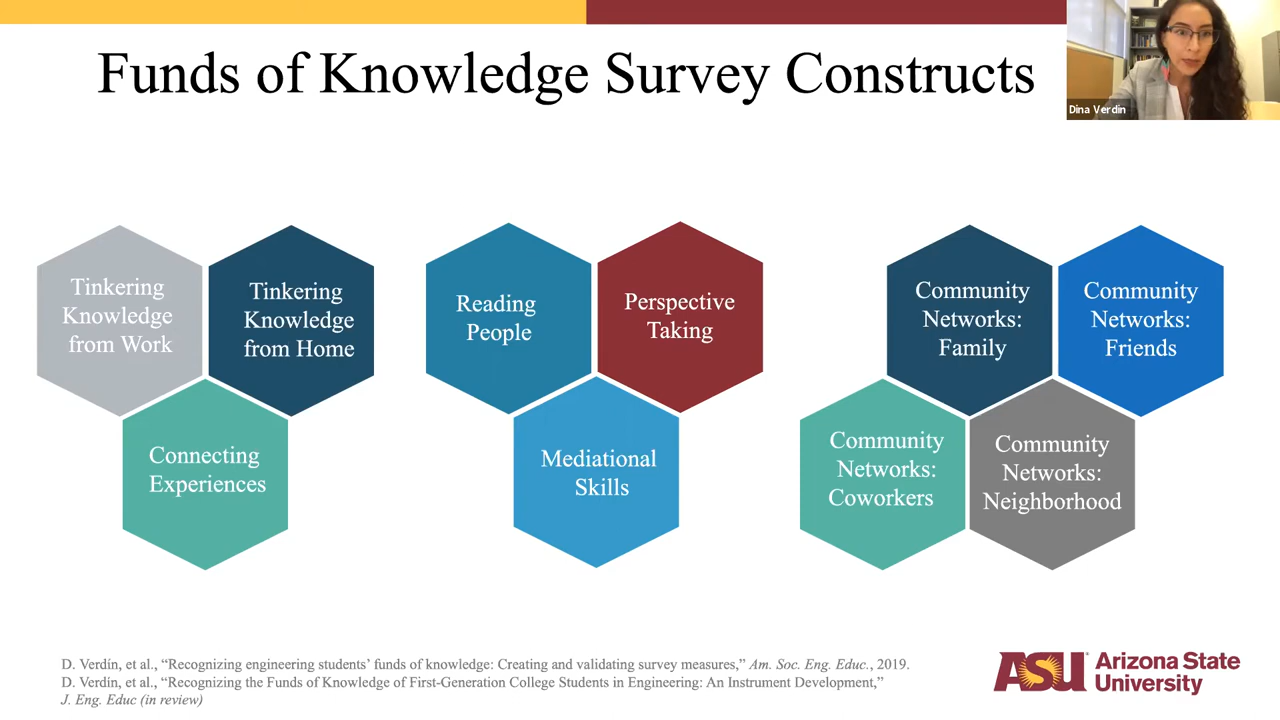 Funds of Knowledge Survey Constructs
Dina Verdin
Tinkering
Knowledge
from Work
Tinkering
Knowledge
from Home
Connecting
Experiences
Reading
People
Perspective
Taking
Mediational
Skills
Community
Networks:
Family
Community
Networks:
Friends
Community
Networks:
Coworkers
Community
Networks:
Neighborhood
D. Verdín, et al., “Recognizing engineering students’ funds of knowledge: Creating and validating survey measures,” Am. Soc. Eng. Educ., 2019.
D. Verdín, et al., “Recognizing the Funds of Knowledge of First-Generation College Students in Engineering: An Instrument Development,”
J. Eng. Educ (in review)
ASU Arizona State
University